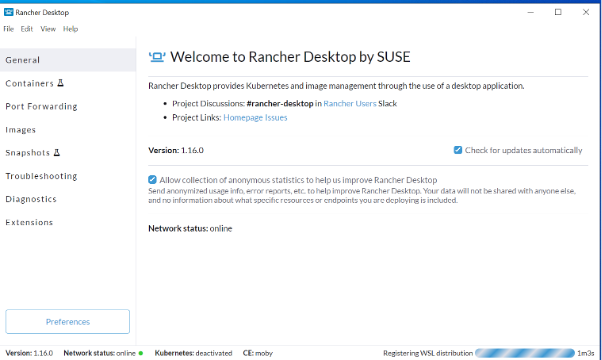 Rancher Desktop
File Edit View Help
General
Containers
Port Forwarding
Images
Snapshots
Troubleshooting
Diagnostics
Extensions
Preferences
Welcome to Rancher Desktop by SUSE
Rancher Desktop provides Kubernetes and image management through the use of a desktop application.
• Project Discussions: #rancher-desktop in Rancher Users Slack
• Project Links: Homepage Issues
Version: 1.16.0
Check for updates automatically
Allow collection of anonymous statistics to help us improve Rancher Desktop
Send anonymized usage info, error reports, etc. to help improve Rancher Desktop. Your data will not be shared with anyone else,
and no information about what specific resources or endpoints you are deploying is included.
Network status: online
Version: 1.16.0 Network status: online Kubernetes: deactivated CE: moby Registering WSL distribution 1m3s